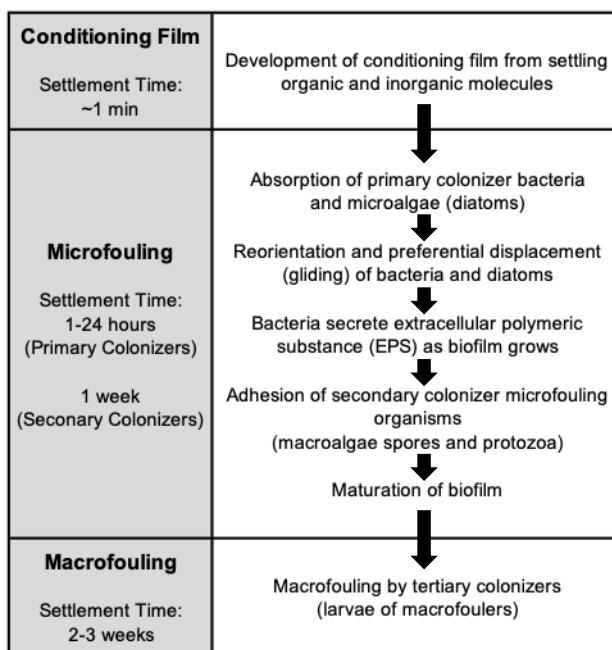 Conditioning Film
Settlement Time:
~1 min
Development of conditioning film from settling
organic and inorganic molecules
Microfouling
Settlement Time:
1-24 hours
(Primary Colonizers)
1 week
(Seconary Colonizers)
Absorption of primary colonizer bacteria
and microalgae (diatoms)
Reorientation and preferential displacement
(gliding) of bacteria and diatoms
Bacteria secrete extracellular polymeric
substance (EPS) as biofilm grows
Adhesion of secondary colonizer microfouling
organisms
(macroalgae spores and protozoa)
Maturation of biofilm
Macrofouling
Settlement Time:
2-3 weeks
Macrofouling by tertiary colonizers
(larvae of macrofoulers)